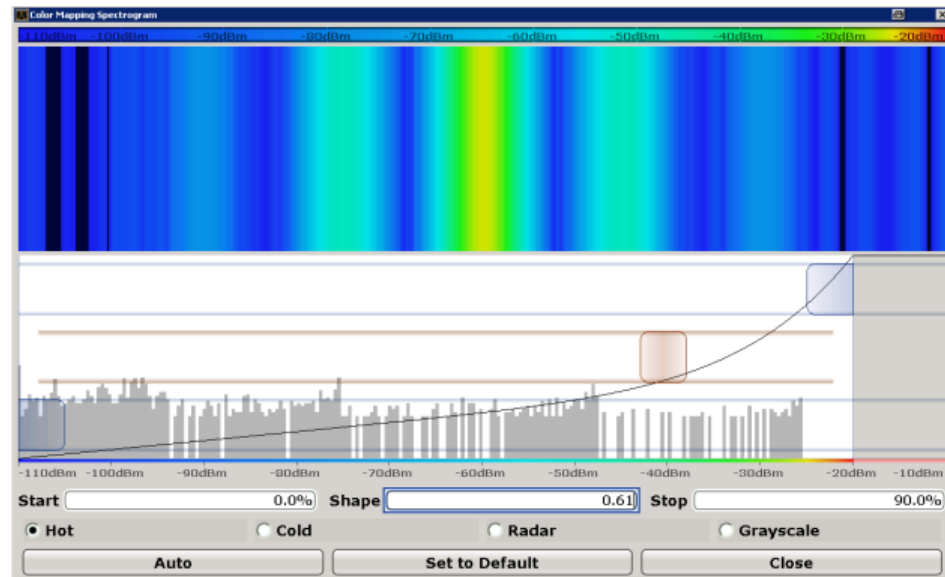 Color Mapping Spectrogram
-110dBm -100dBm -90dBm -80dBm -70dBm -60dBm -50dBm -40dBm -30dBm -20dBm
-110dBm -100dBm -90dBm -80dBm -70dBm -60dBm -50dBm -40dBm -30dBm -20dBm -10dBm
Start 0.0% Shape 0.61 Stop 90.0%
Hot Cold Radar Grayscale
Auto Set to Default Close